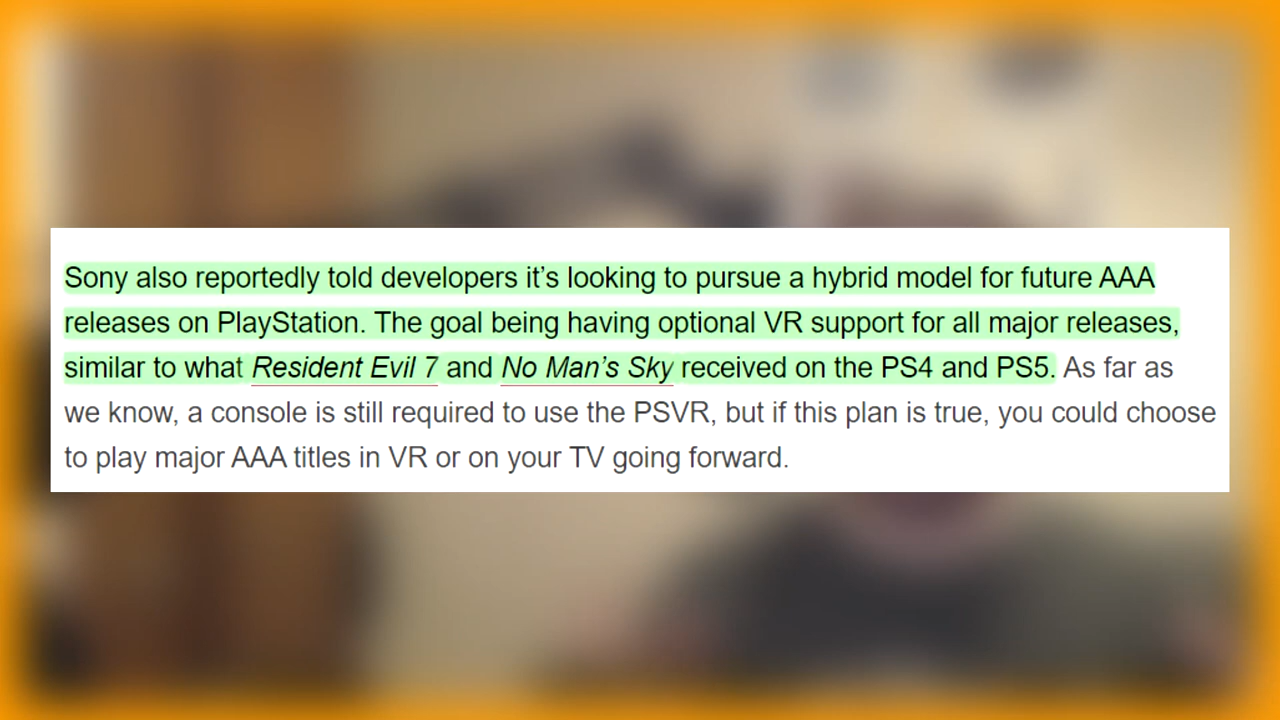 Sony also reportedly told developers it’s looking to pursue a hybrid model for future AAA
releases on PlayStation. The goal being having optional VR support for all major releases,
similar to what Resident Evil 7 and No Man’s Sky received on the PS4 and PS5. As far as
we know, a console is still required to use the PSVR, but if this plan is true, you could choose
to play major AAA titles in VR or on your TV going forward.